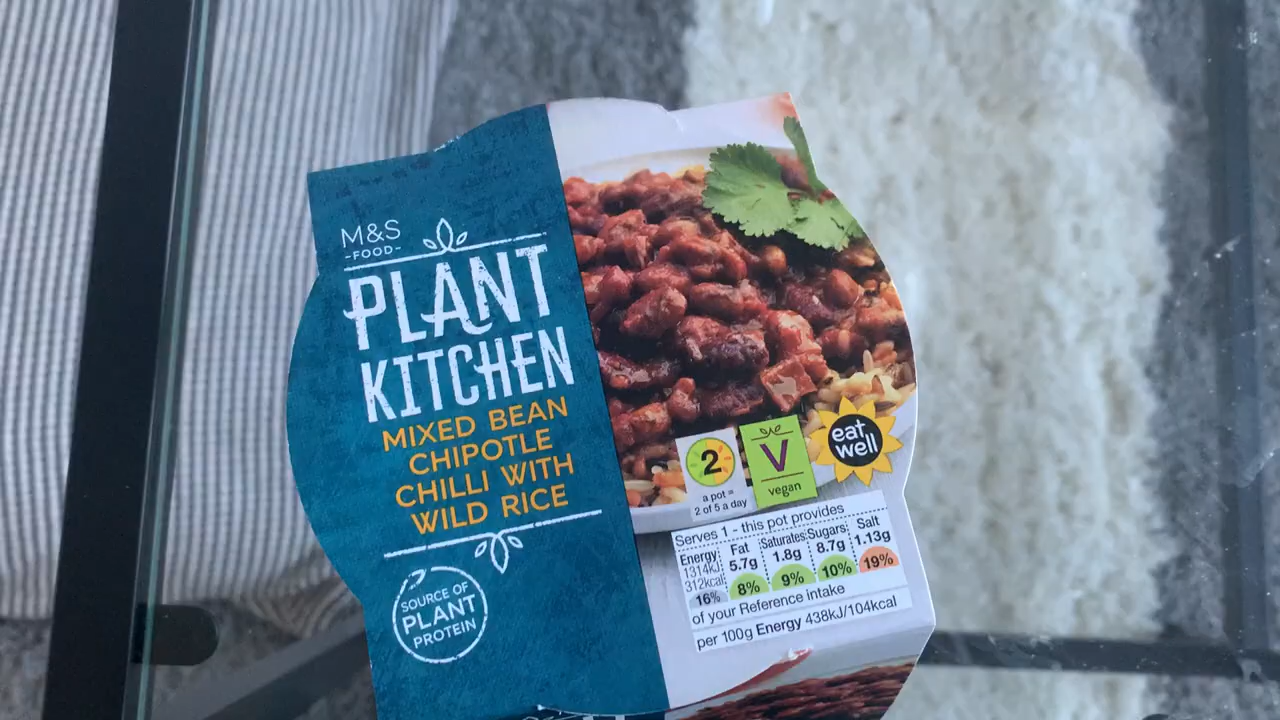 M&S
-FOOD-
PLANT
KITCHEN
MIXED BEAN
CHIPOTLE
CHILLI WITH
WILD RICE
SOURCE OF
PLANT
PROTEIN
2
a pot =
2 of 5 a day
V
vegan
eat
well
Serves 1 - this pot provides
Energy Fat Saturates Sugars Salt
1314kJ 5.7g 1.8g 8.7g 1.13g
312kcal
16% 8% 9% 10% 19%
of your Reference intake
per 100g Energy 438kJ/104kcal